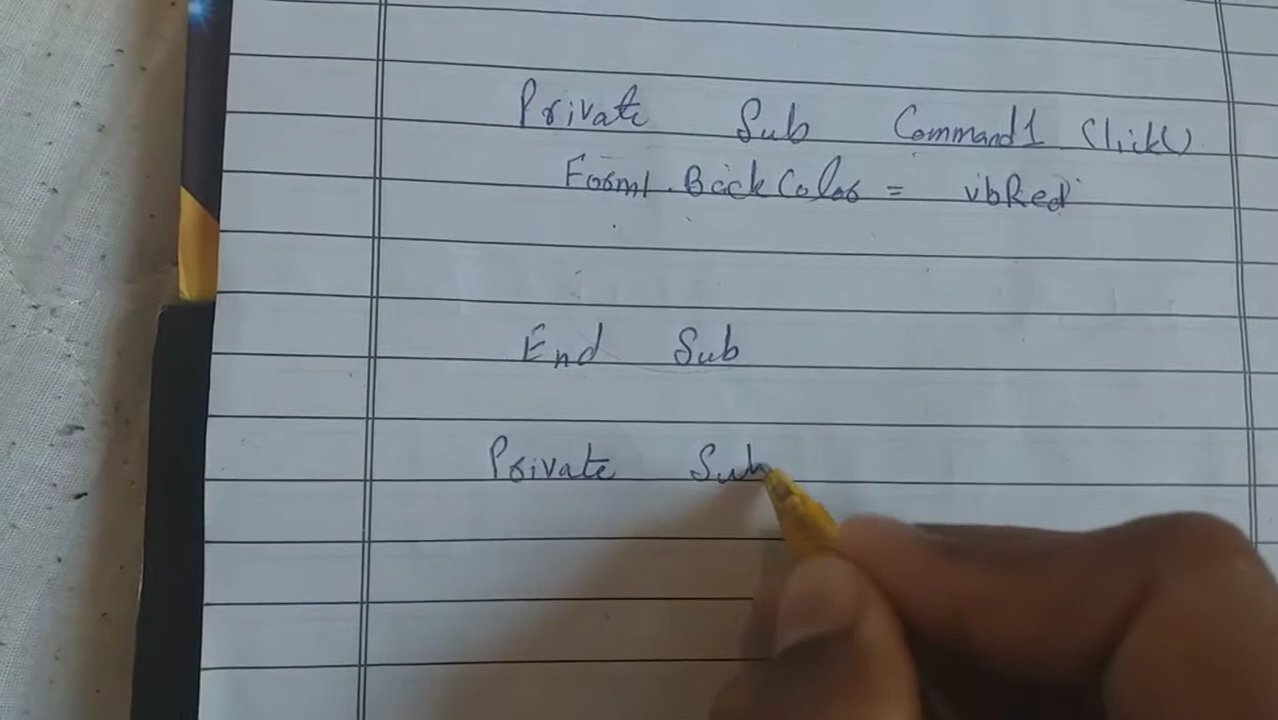 Private Sub Command1 Click()
Form1.BackColor = vbRed
End Sub
Private Sub